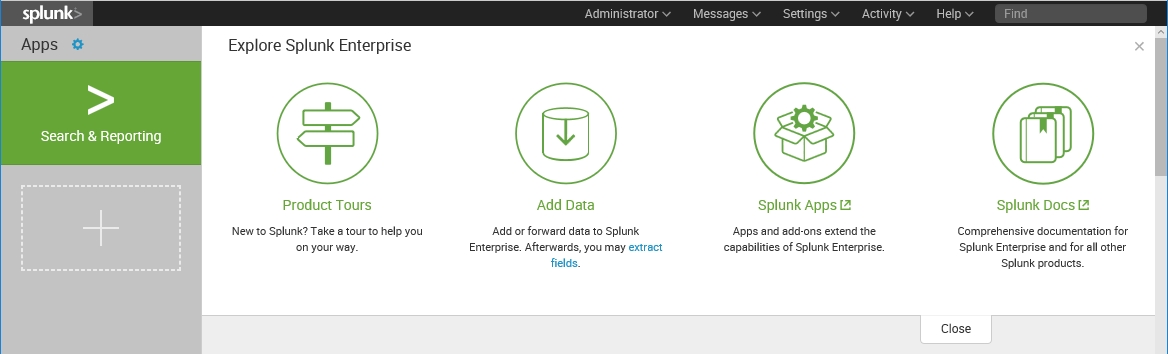 splunk>
Administrator
Messages
Settings
Activity
Help
Find
Apps
Explore Splunk Enterprise
>
Search & Reporting
Product Tours
New to Splunk? Take a tour to help you
on your way.
Add Data
Add or forward data to Splunk
Enterprise. Afterwards, you may extract
fields.
Splunk Apps
Apps and add-ons extend the
capabilities of Splunk Enterprise.
Splunk Docs
Comprehensive documentation for
Splunk Enterprise and for all other
Splunk products.
Close